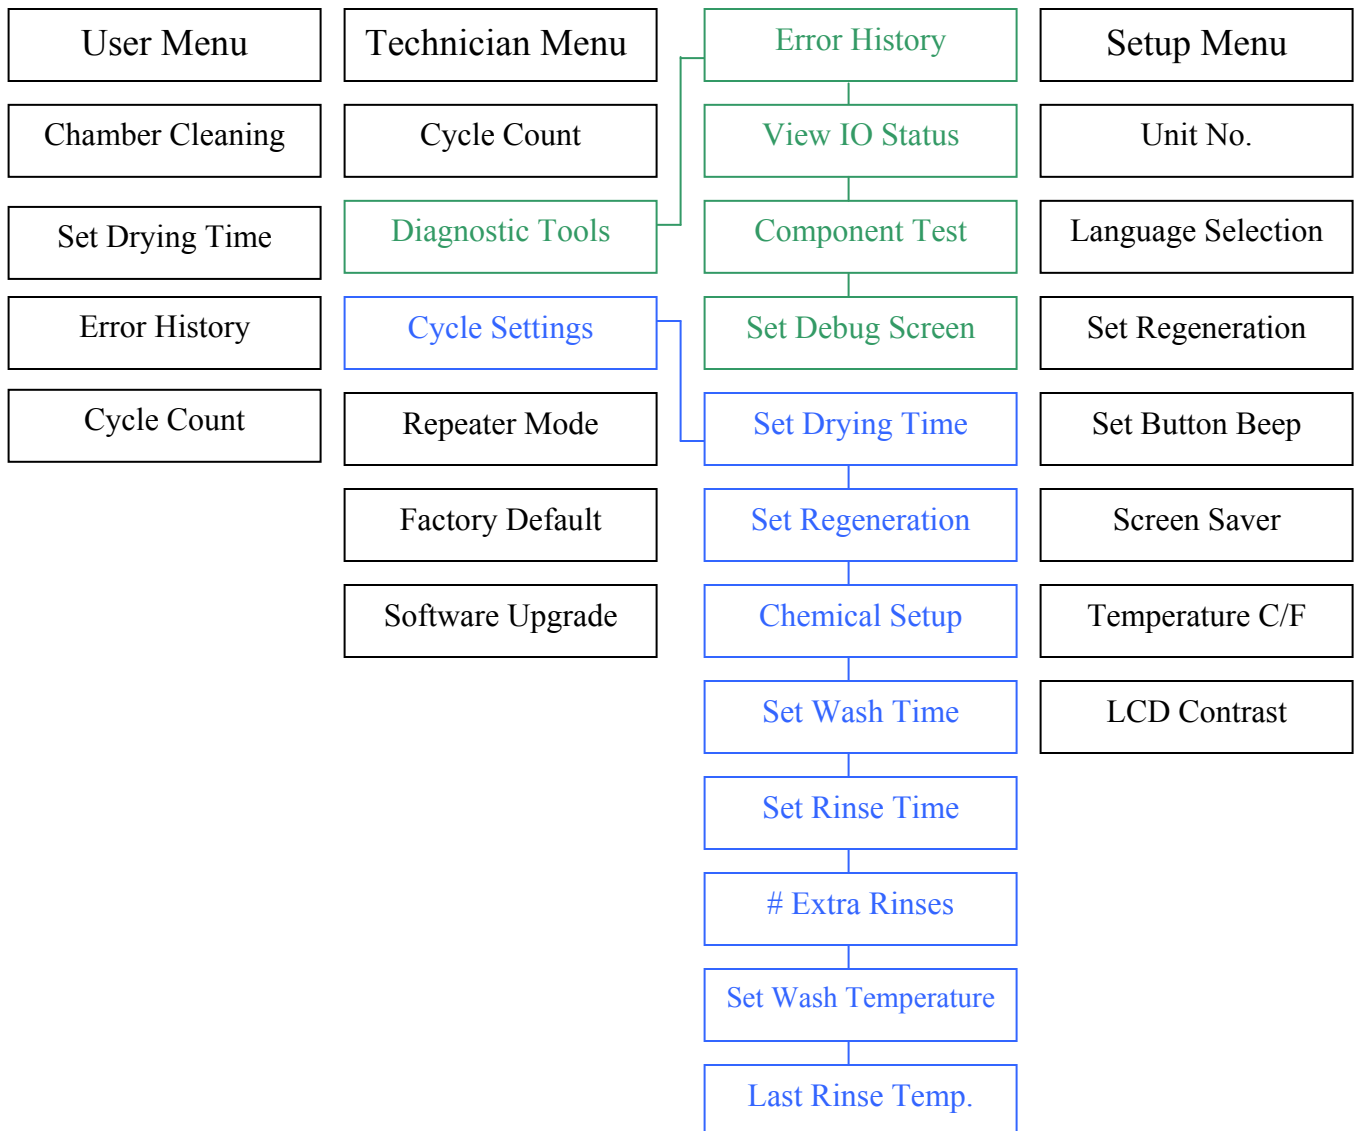 User Menu
Chamber Cleaning
Set Drying Time
Error History
Cycle Count
Technician Menu
Cycle Count
Diagnostic Tools
Cycle Settings
Repeater Mode
Factory Default
Software Upgrade
Error History
View IO Status
Component Test
Set Debug Screen
Set Drying Time
Set Regeneration
Chemical Setup
Set Wash Time
Set Rinse Time
# Extra Rinses
Set Wash Temperature
Last Rinse Temp.
Setup Menu
Unit No.
Language Selection
Set Regeneration
Set Button Beep
Screen Saver
Temperature C/F
LCD Contrast